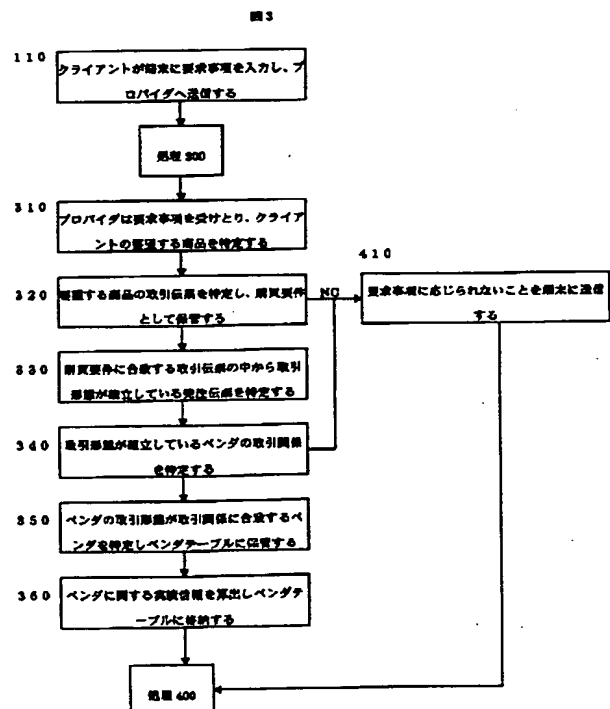 図3
110
クライアントが端末に要求事項を入力し、プ
ロバイダへ送信する
処理300
310
プロバイダは要求事項を受けとり、クライア
ントの要望する商品を特定する
320
要望する商品の取引伝票を特定し、購買要件
として保管する
NO
410
要求事項に応じられないことを端末に送信す
する
330
購買要件に合致する取引伝票の中から取引
形態が確立している発注伝票を特定する
340
取引形態が確立しているベンダの取引関係
を特定する
350
ベンダの取引形態が取引関係に合致するベ
ンダを特定しベンダテーブルに保管する
360
ベンダに関する実績情報を算出しベンダテ
ーブルに格納する
処理400